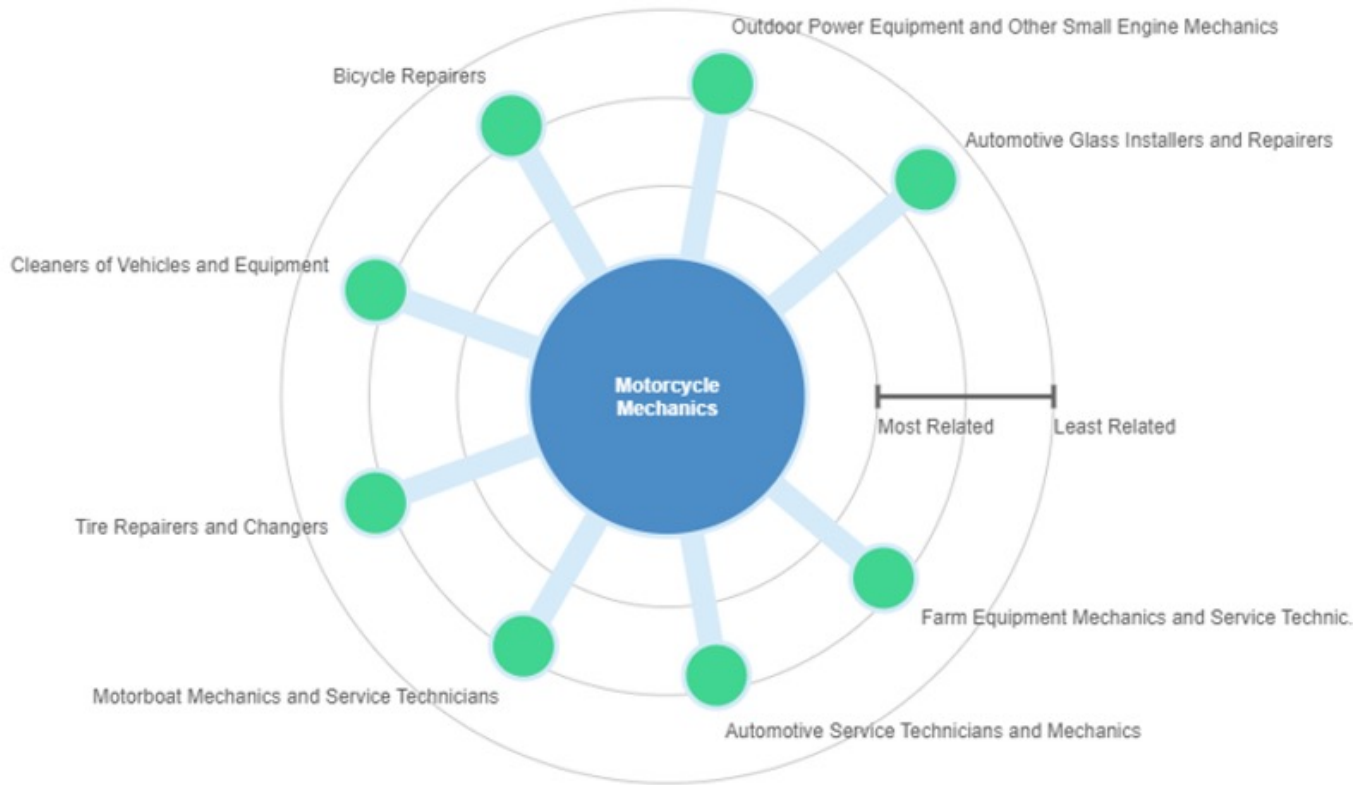 Outdoor Power Equipment and Other Small Engine Mechanics
Bicycle Repairers
Automotive Glass Installers and Repairers
Cleaners of Vehicles and Equipment
Motorcycle
Mechanics
Most Related
Least Related
Tire Repairers and Changers
Farm Equipment Mechanics and Service Technic.
Motorboat Mechanics and Service Technicians
Automotive Service Technicians and Mechanics